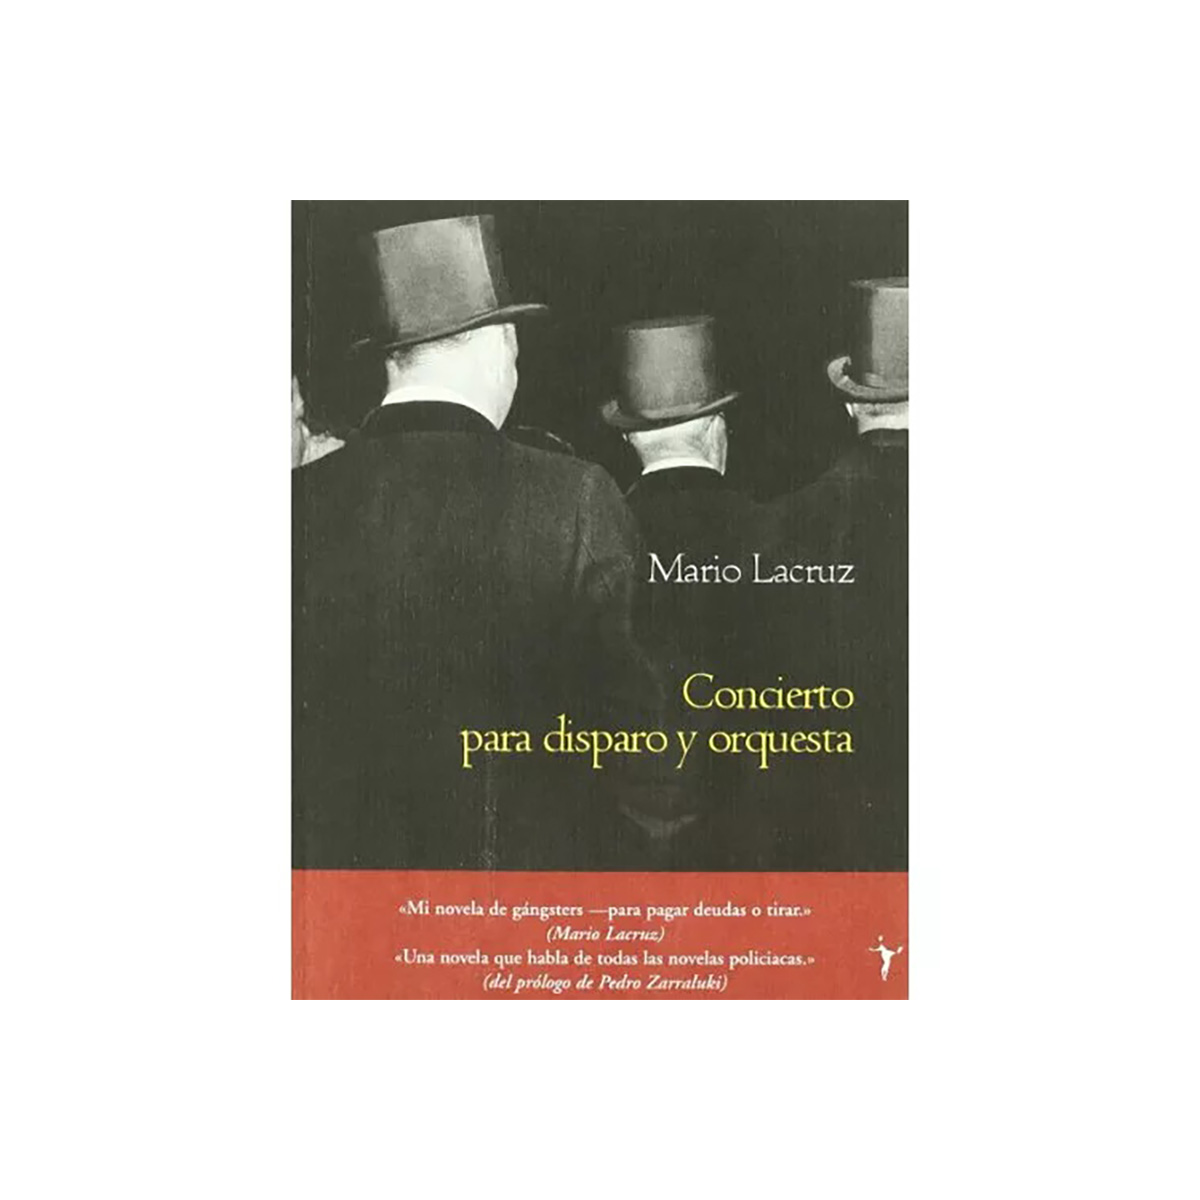 Mario Lacruz
Concierto
para disparo y orquesta
«Mi novela de gángsters —para pagar deudas o tirar.»
(Mario Lacruz)
«Una novela que habla de todas las novelas policiacas.»
(del prólogo de Pedro Zarraluki)